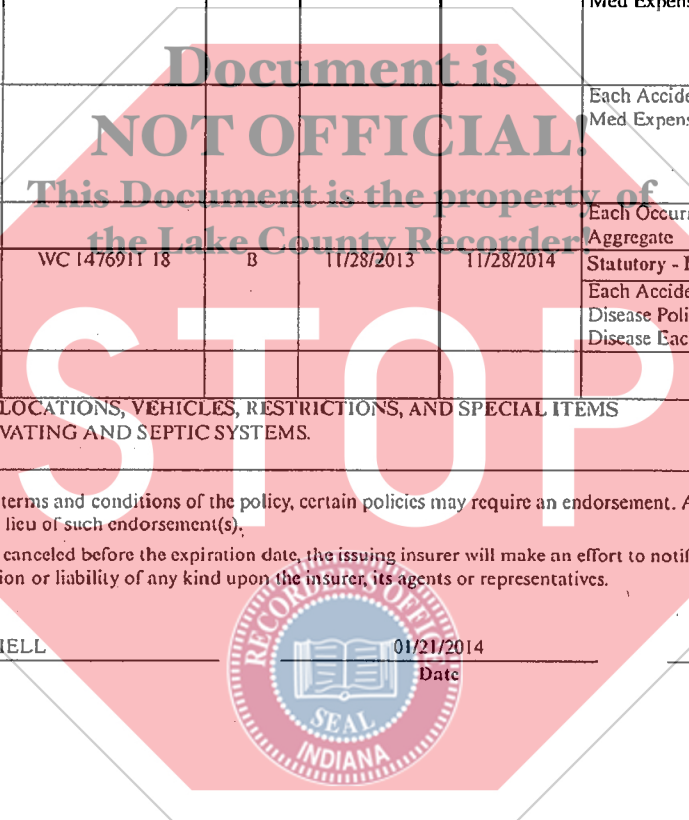 Med Expens
Document is
NOT OFFICIAL!
Each Accide
Med Expens
This Document is the property of
the Lake County Recorder!
Each Occurr
Aggregate
WC 1476911 18 B 11/28/2013 11/28/2014 Statutory -
Each Accide
Disease Poli
Disease Eac
STOP
LOCATIONS, VEHICLES, RESTRICTIONS, AND SPECIAL ITEMS
VATING AND SEPTIC SYSTEMS.
terms and conditions of the policy, certain policies may require an endorsement. A
lieu of such endorsement(s).
canceled before the expiration date, the issuing insurer will make an effort to notif
ion or liability of any kind upon the insurer, its agents or representatives.
IELL 01/21/2014
Date
RECORDER'S OFFICE
SEAL
INDIANA